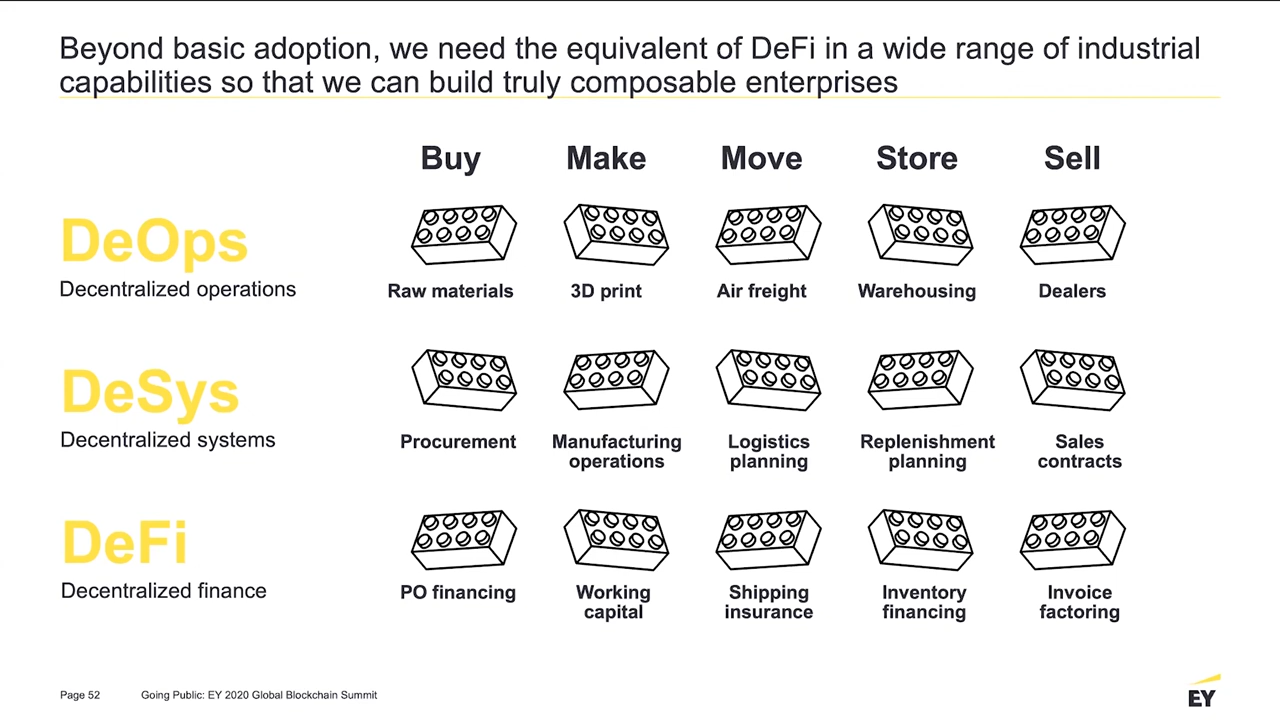 Beyond basic adoption, we need the equivalent of DeFi in a wide range of industrial
capabilities so that we can build truly composable enterprises
Buy Make Move Store Sell
DeOps
Decentralized operations
Raw materials 3D print Air freight Warehousing Dealers
DeSys
Decentralized systems
Procurement Manufacturing Logistics Replenishment Sales
operations planning planning contracts
DeFi
Decentralized finance
PO financing Working Shipping Inventory Invoice
capital insurance financing factoring
Page 52 Going Public: EY 2020 Global Blockchain Summit
EY